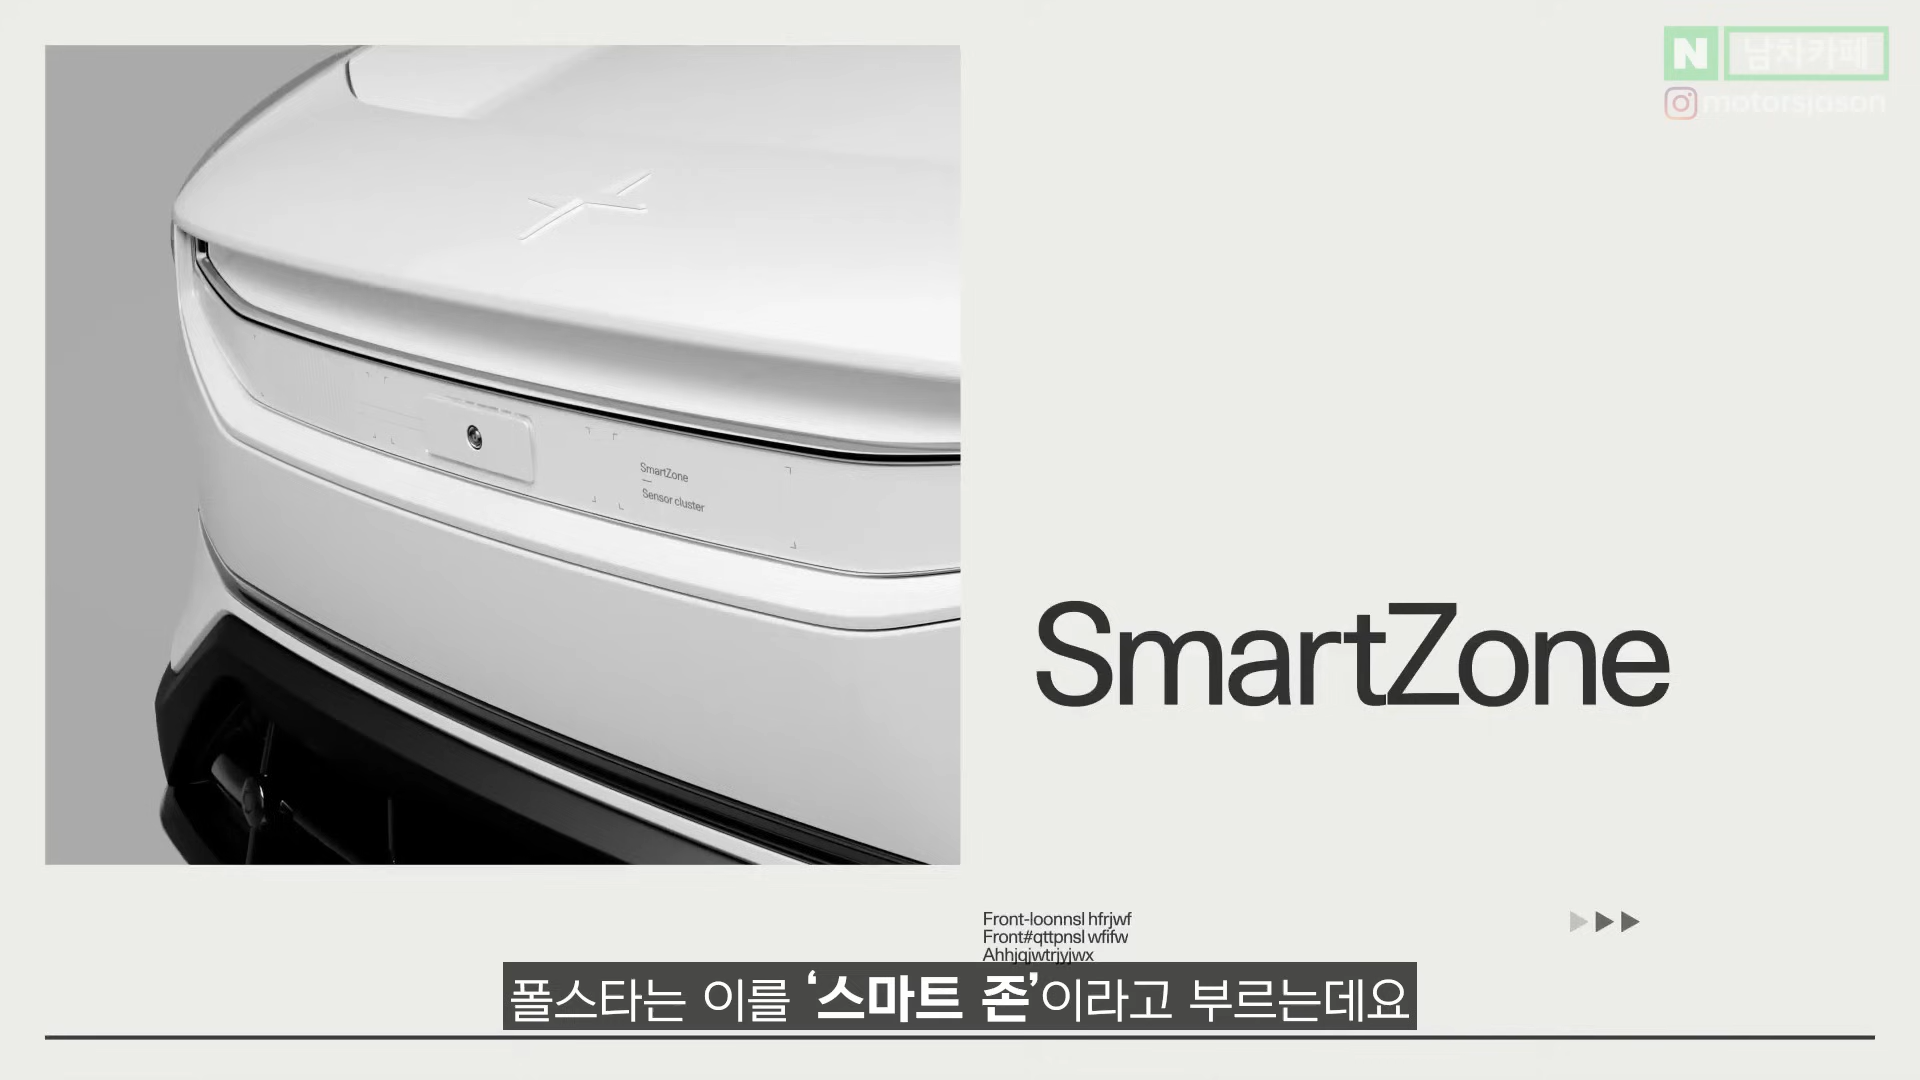 N 남차카페
motorsjason
SmartZone
Sensor cluster
SmartZone
Front-loonnsl hfrjwf
Front#qttpnsl wfifw
Ahhjqjwtrjyjwx
폴스타는 이를 ‘스마트 존’이라고 부르는데요